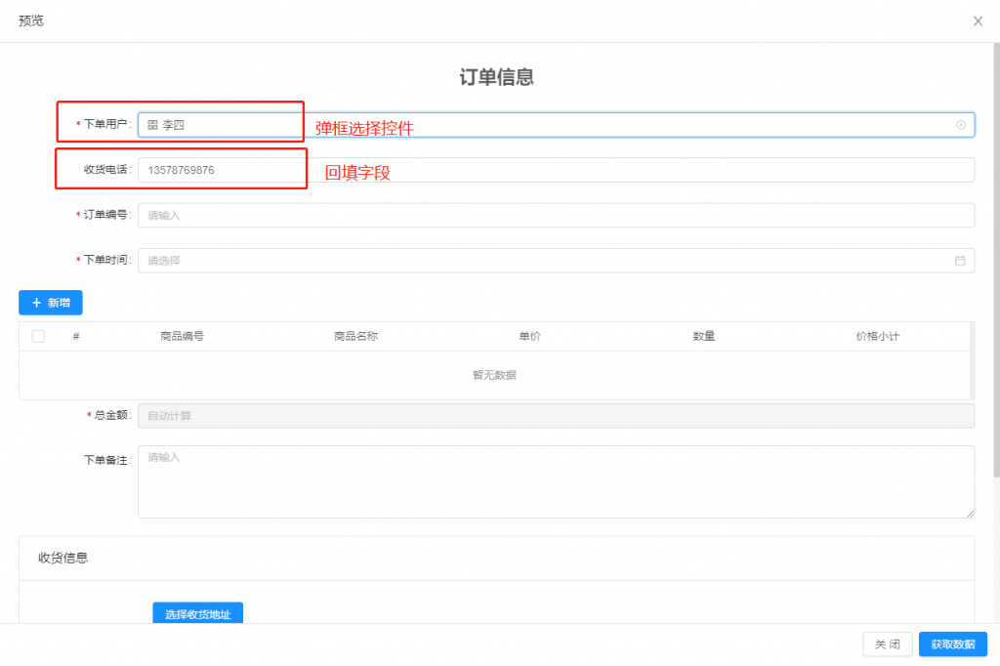 预览
订单信息
* 下单用户: 李四
弹框选择控件
收货电话: 13578769876
回填字段
* 订单编号: 请输入
* 下单时间: 请选择
+ 新增
# 商品编号 商品名称 单价 数量 价格小计
暂无数据
* 总金额: 自动计算
下单备注: 请输入
收货信息
选择收货地址
关 闭 获取数据